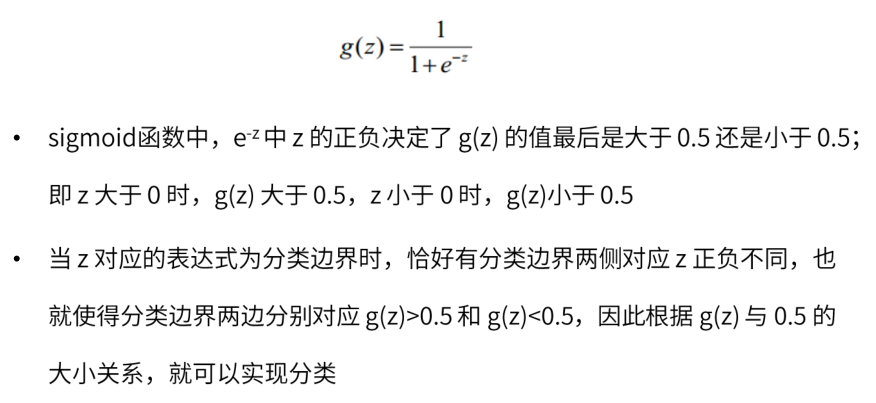 g(z) = 1 / (1 + e^{-z})
• sigmoid函数中，e^{-z} 中 z 的正负决定了 g(z) 的值最后是大于 0.5 还是小于 0.5；
即 z 大于 0 时，g(z) 大于 0.5，z 小于 0 时，g(z)小于 0.5
• 当 z 对应的表达式为分类边界时，恰好有分类边界两侧对应 z 正负不同，也
就使得分类边界两边分别对应 g(z)>0.5 和 g(z)<0.5，因此根据 g(z) 与 0.5 的
大小关系，就可以实现分类